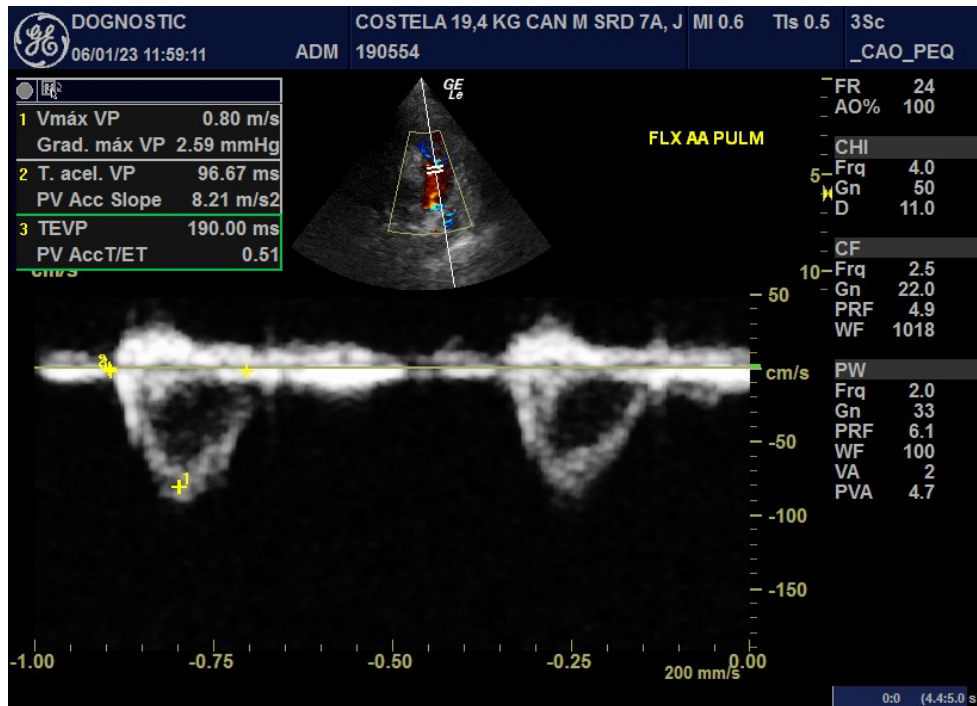 DOGNOSTIC
06/01/23 11:59:11
ADM
COSTELA 19,4 KG CAN M SRD 7A, J
190554
MI 0.6
TIs 0.5
3Sc
_CAO_PEQ
1 Vmáx VP 0.80 m/s
Grad. máx VP 2.59 mmHg
2 T. acel. VP 96.67 ms
PV Acc Slope 8.21 m/s2
3 TEVP 190.00 ms
PV AccT/ET 0.51
cm/s
GE
Le
FLX AA PULM
5
10
FR 24
AO% 100
CHI
Frq 4.0
Gn 50
D 11.0
CF
Frq 2.5
Gn 22.0
PRF 4.9
WF 1018
PW
Frq 2.0
Gn 33
PRF 6.1
WF 100
VA 2
PVA 4.7
50
cm/s
-50
-100
-150
1
-1.00
-0.75
-0.50
-0.25
0.00
200 mm/s
0:0 (4.4:5.0 s